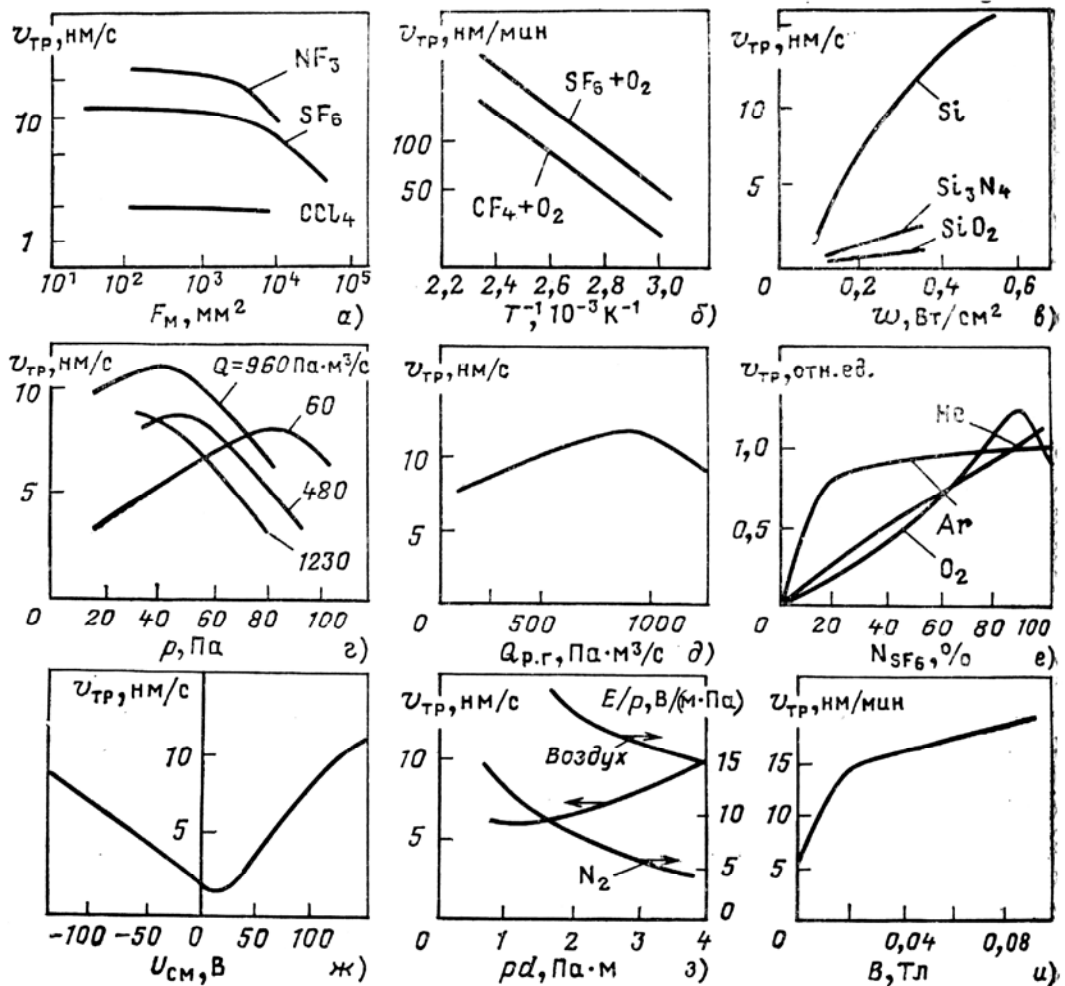 υтр, нм/с
10
1
NF₃
SF₆
CCl₄
10¹ 10² 10³ 10⁴ 10⁵
Fм, мм²
а)
υтр, нм/мин
100
50
SF₆+O₂
CF₄+O₂
2,2 2,4 2,6 2,8 3,0
T⁻¹, 10⁻³ К⁻¹
б)
υтр, нм/с
10
5
Si
Si₃N₄
SiO₂
0 0,2 0,4 0,6
w, Вт/см²
в)
υтр, нм/с
10
5
Q=960 Па·м³/с
60
480
1230
0 20 40 60 80 100
p, Па
г)
υтр, нм/с
10
5
0 500 1000
Qр.г, Па·м³/с
д)
υтр, отн.ед.
1,0
0,5
He
Ar
O₂
0 20 40 60 80 100
NSF6, %
е)
υтр, нм/с
10
5
-100 -50 0 50 100
Uсм, В
ж)
υтр, нм/с
E/p, В/(м·Па)
10
5
Воздух
N₂
15
10
5
0
0 1 2 3 4
pd, Па·м
з)
υтр, нм/мин
15
10
5
0 0,04 0,08
B, Тл
и)